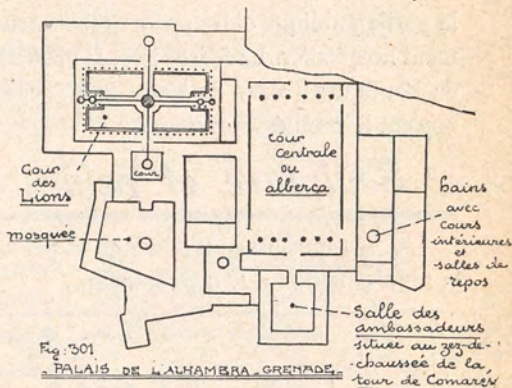 Cour
des
Lions
cour
mosquée
cour
centrale
ou
alberca
bains
avec
cours
intérieures
et
salles de
repos
Salle des
ambassadeurs
située au rez-de-
-chaussée de la
tour de Comarès
Fig: 301
_ PALAIS DE L'ALHAMBRA _ GRENADE _